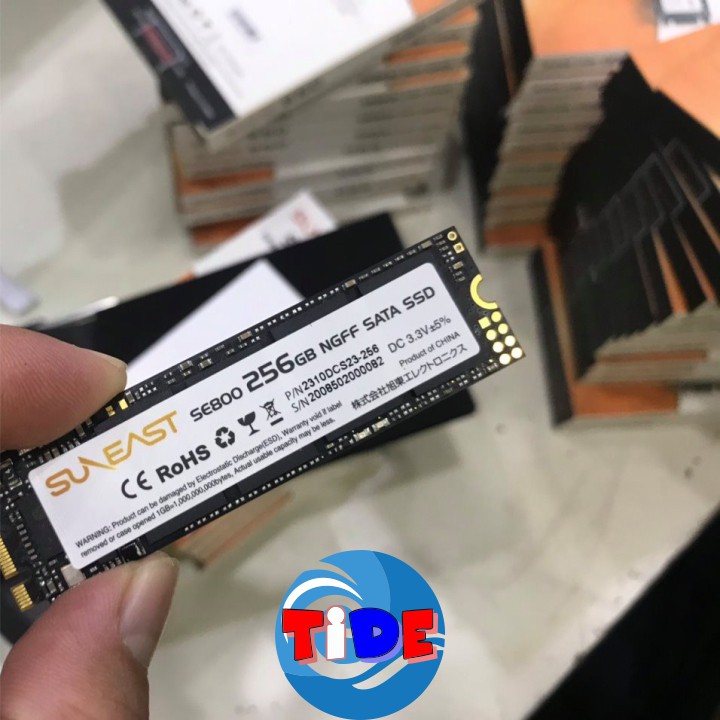 SUNEAST SE800 256GB NGFF SATA SSD
P/N2310DCS23-256 DC 3.3V±5%
S/N2008502000082 Product of CHINA
CE RoHS 株式会社旭東エレクトロニクス
WARNING: Product can be damaged by Electrostatic Discharge(ESD), Warranty void if label
removed or case opened 1GB=1,000,000,000bytes, Actual usable capacity may be less.
TiDE